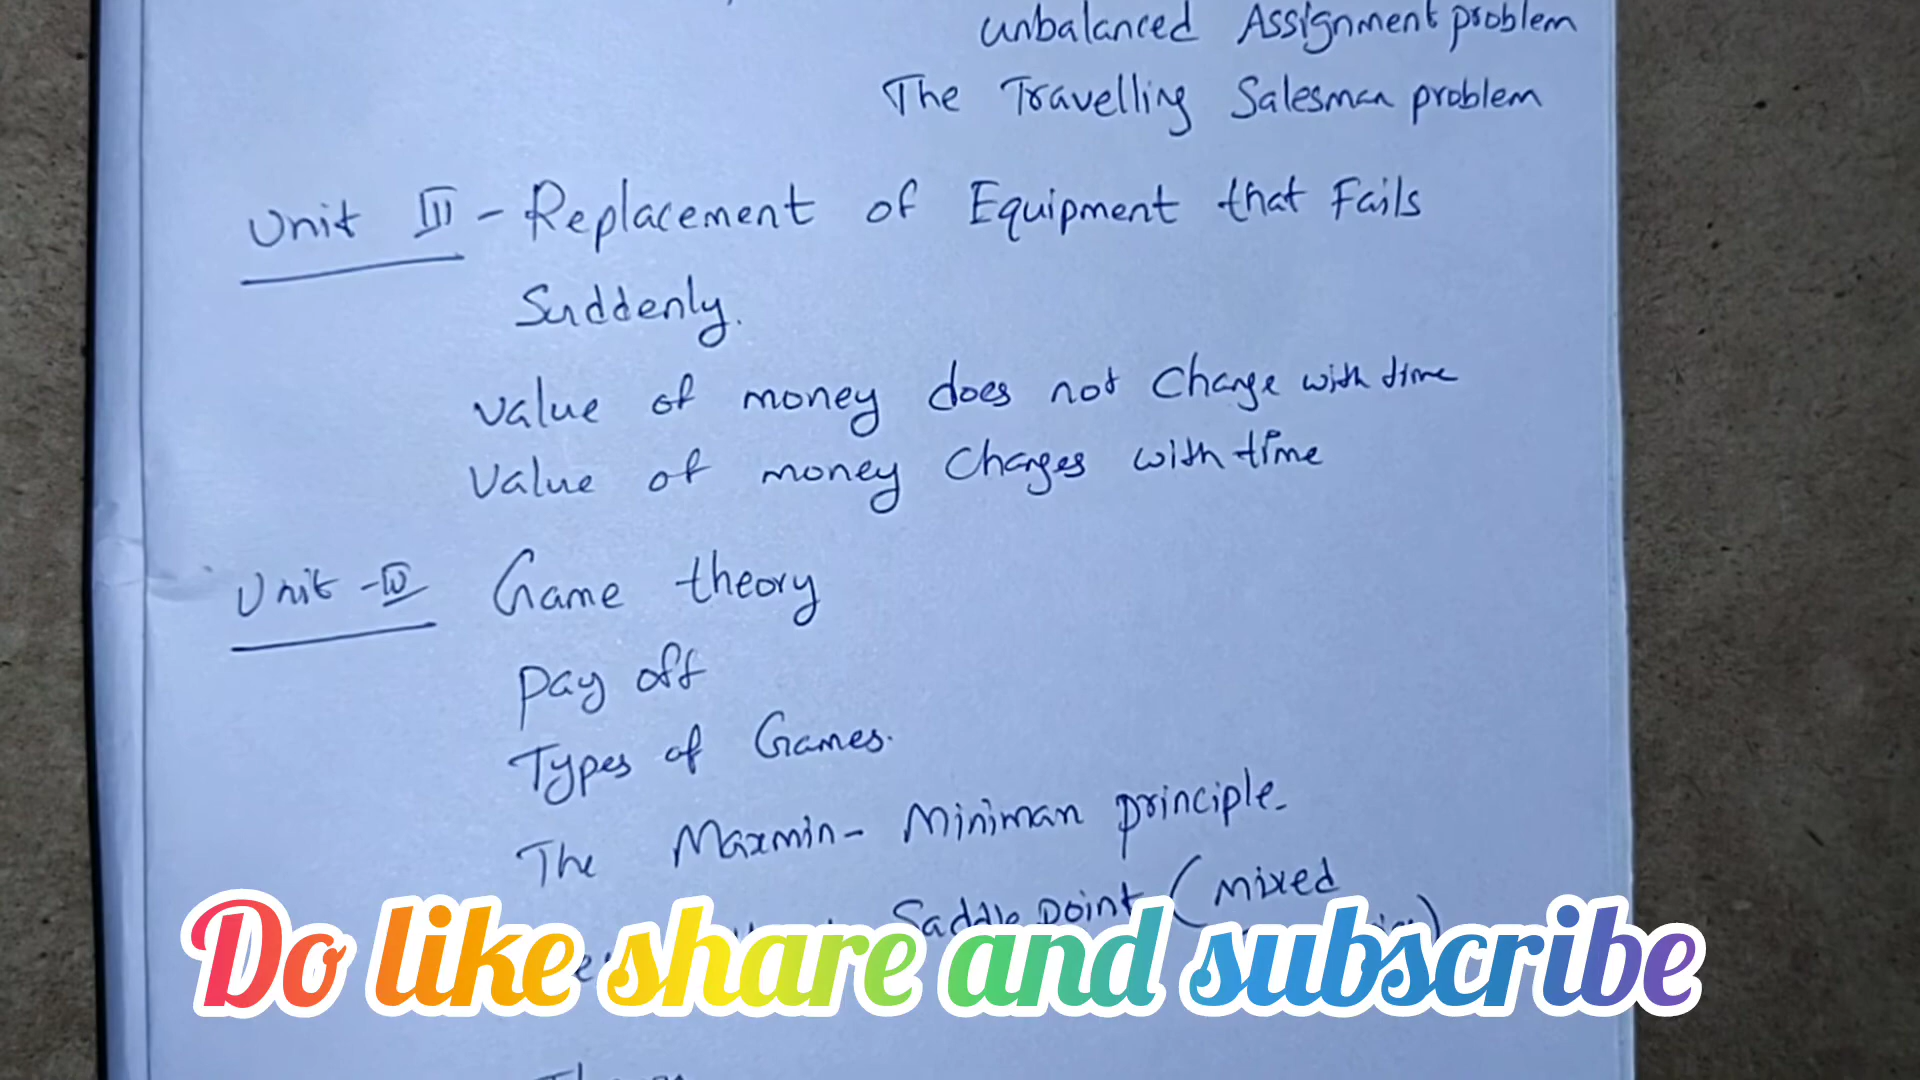 unbalanced Assignment problem
The Travelling Salesman problem
Unit III - Replacement of Equipment that Fails
Suddenly.
value of money does not change with time
Value of money changes with time
Unit - IV Game theory
pay off
Types of Games.
The Maxmin - Miniman principle.
Saddle point (mixed
Do like share and subscribe